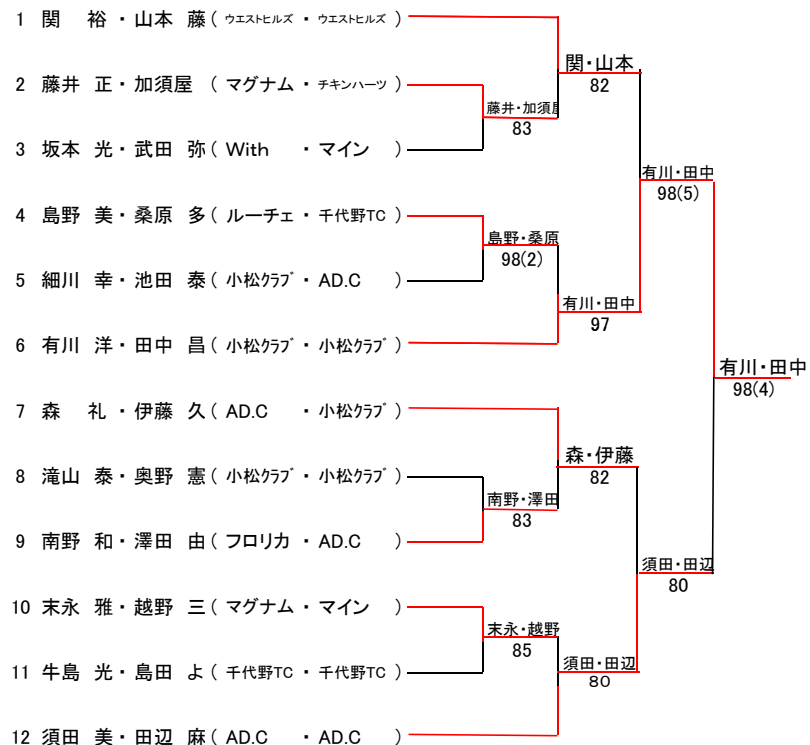 1 関 裕・山本 藤( ウエストヒルズ ・ ウエストヒルズ )
関・山本
82
2 藤井 正・加須屋 ( マグナム ・ チキンハーツ )
藤井・加須屋
83
3 坂本 光・武田 弥( With ・ マイン )
有川・田中
98(5)
4 島野 美・桑原 多( ルーチェ ・ 千代野TC )
島野・桑原
98(2)
5 細川 幸・池田 泰( 小松クラブ ・ AD.C )
有川・田中
97
6 有川 洋・田中 昌( 小松クラブ ・ 小松クラブ )
有川・田中
98(4)
7 森 礼・伊藤 久( AD.C ・ 小松クラブ )
森・伊藤
82
8 滝山 泰・奥野 憲( 小松クラブ ・ 小松クラブ )
南野・澤田
83
9 南野 和・澤田 由( フロリカ ・ AD.C )
須田・田辺
80
10 末永 雅・越野 三( マグナム ・ マイン )
末永・越野
85
11 牛島 光・島田 よ( 千代野TC ・ 千代野TC )
須田・田辺
80
12 須田 美・田辺 麻( AD.C ・ AD.C )